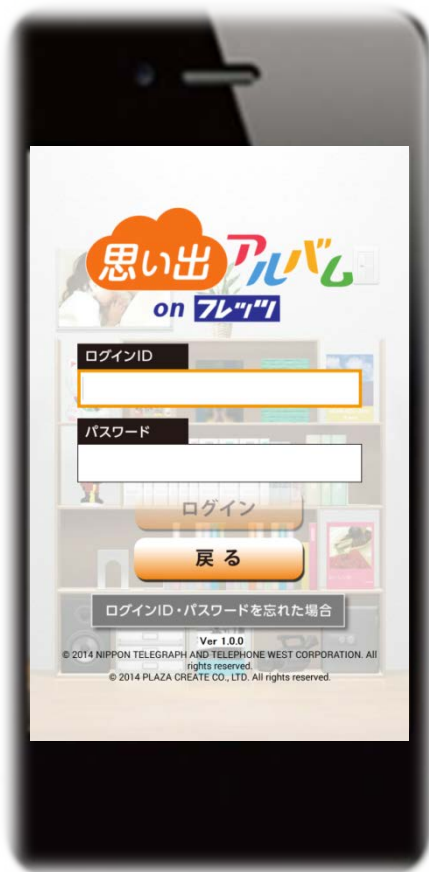 思い出アルバム
on フレッツ
ログインID
パスワード
ログイン
戻る
ログインID・パスワードを忘れた場合
Ver 1.0.0
© 2014 NIPPON TELEGRAPH AND TELEPHONE WEST CORPORATION. All
rights reserved.
© 2014 PLAZA CREATE CO., LTD. All rights reserved.